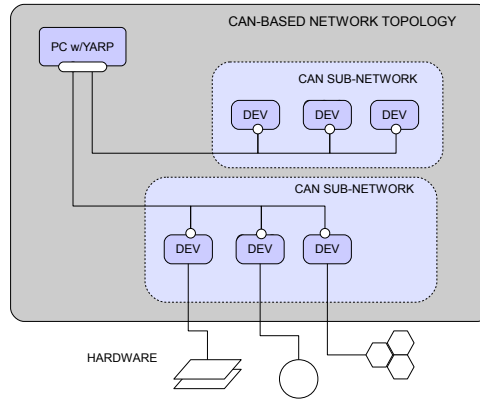 CAN-BASED NETWORK TOPOLOGY
PC w/YARP
CAN SUB-NETWORK
DEV DEV DEV
CAN SUB-NETWORK
DEV DEV DEV
HARDWARE